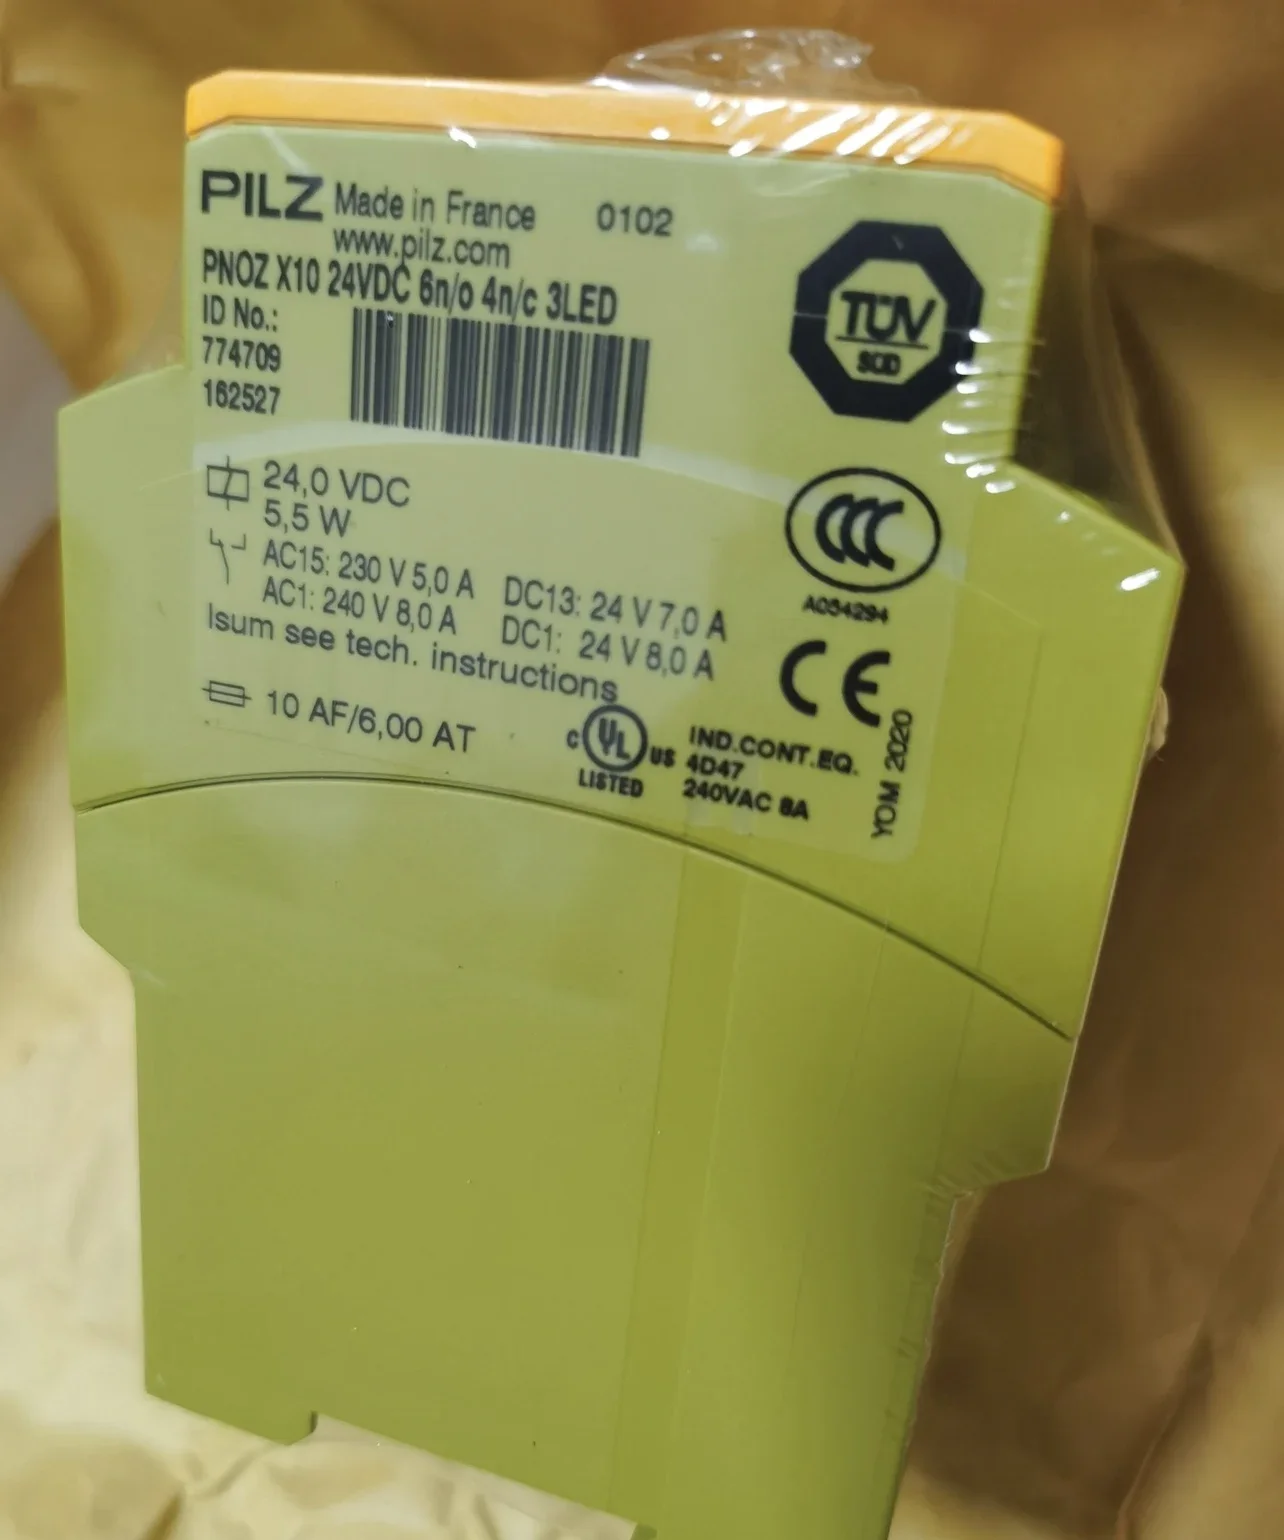 PILZ Made in France 0102
www.pilz.com
PNOZ X10 24VDC 6n/o 4n/c 3LED
ID No.:
774709
162527
TÜV
SÜD
24,0 VDC
5,5 W
AC15: 230 V 5,0 A DC13: 24 V 7,0 A
AC1: 240 V 8,0 A DC1: 24 V 8,0 A
Isum see tech. instructions
10 AF/6,00 AT
CCC
A034294
CE
C UL US
LISTED
IND.CONT.EQ.
4D47
240VAC 8A
YOM 2020